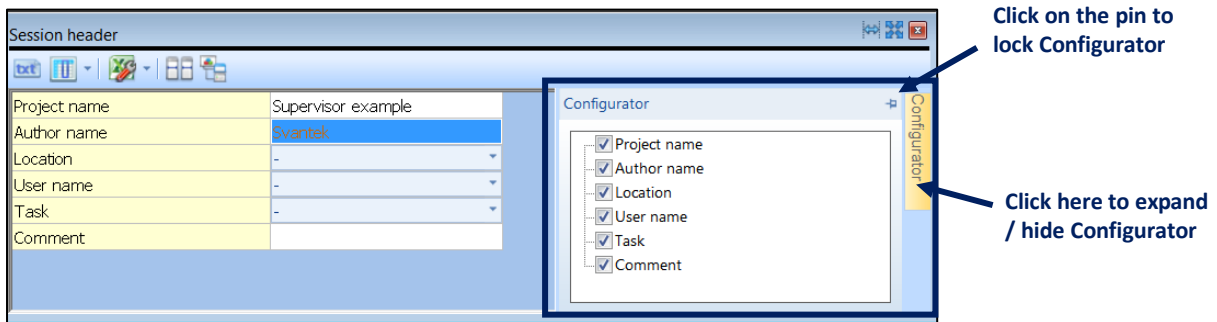 Click on the pin to
lock Configurator
Session header
txt
Project name Supervisor example
Author name Svantek
Location -
User name -
Task -
Comment
Configurator
Project name
Author name
Location
User name
Task
Comment
Configurator
Click here to expand
/ hide Configurator